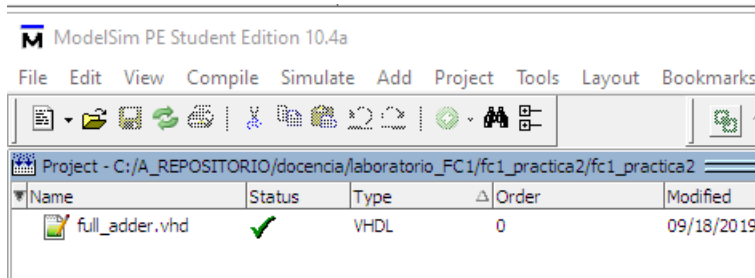 M ModelSim PE Student Edition 10.4a
File Edit View Compile Simulate Add Project Tools Layout Bookmarks
Project - C:/A_REPOSITORIO/docencia/laboratorio_FC1/fc1_practica2/fc1_practica2
Name Status Type Order Modified
full_adder.vhd VHDL 0 09/18/2019